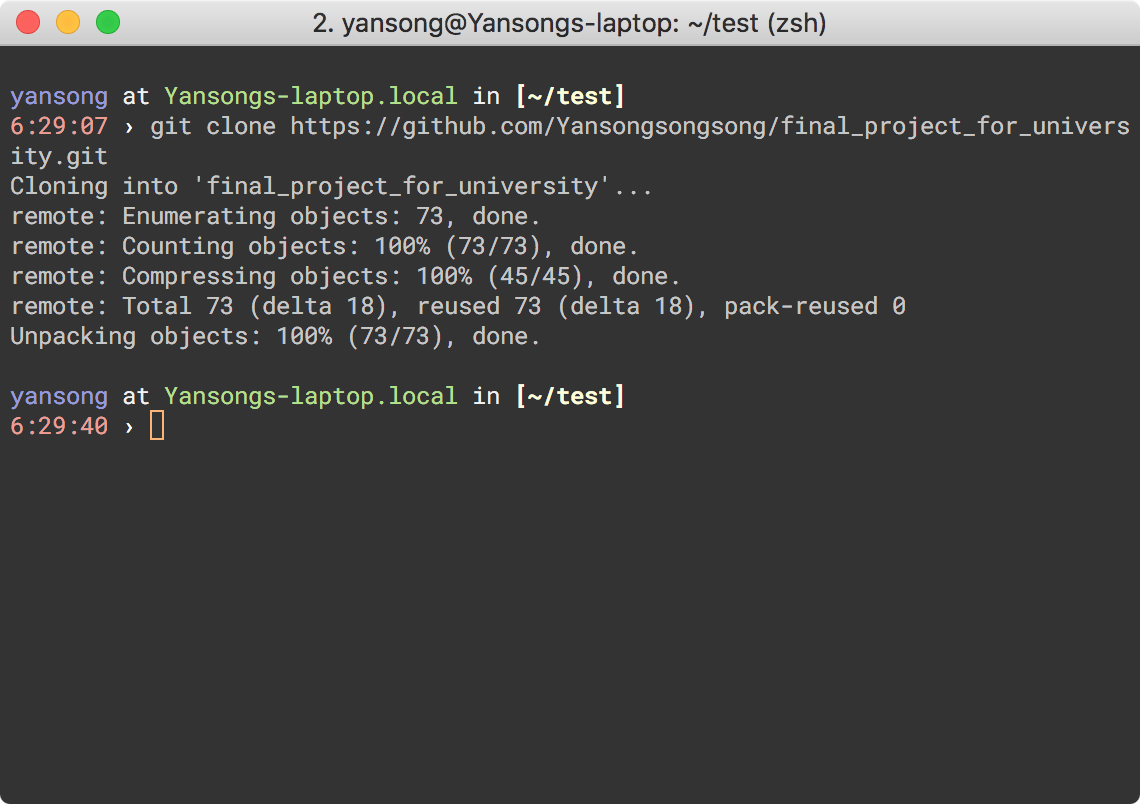 2. yansong@Yansongs-laptop: ~/test (zsh)
yansong at Yansongs-laptop.local in [~/test]
6:29:07 › git clone https://github.com/Yansongsongsong/final_project_for_univers
ity.git
Cloning into 'final_project_for_university'...
remote: Enumerating objects: 73, done.
remote: Counting objects: 100% (73/73), done.
remote: Compressing objects: 100% (45/45), done.
remote: Total 73 (delta 18), reused 73 (delta 18), pack-reused 0
Unpacking objects: 100% (73/73), done.
yansong at Yansongs-laptop.local in [~/test]
6:29:40 ›